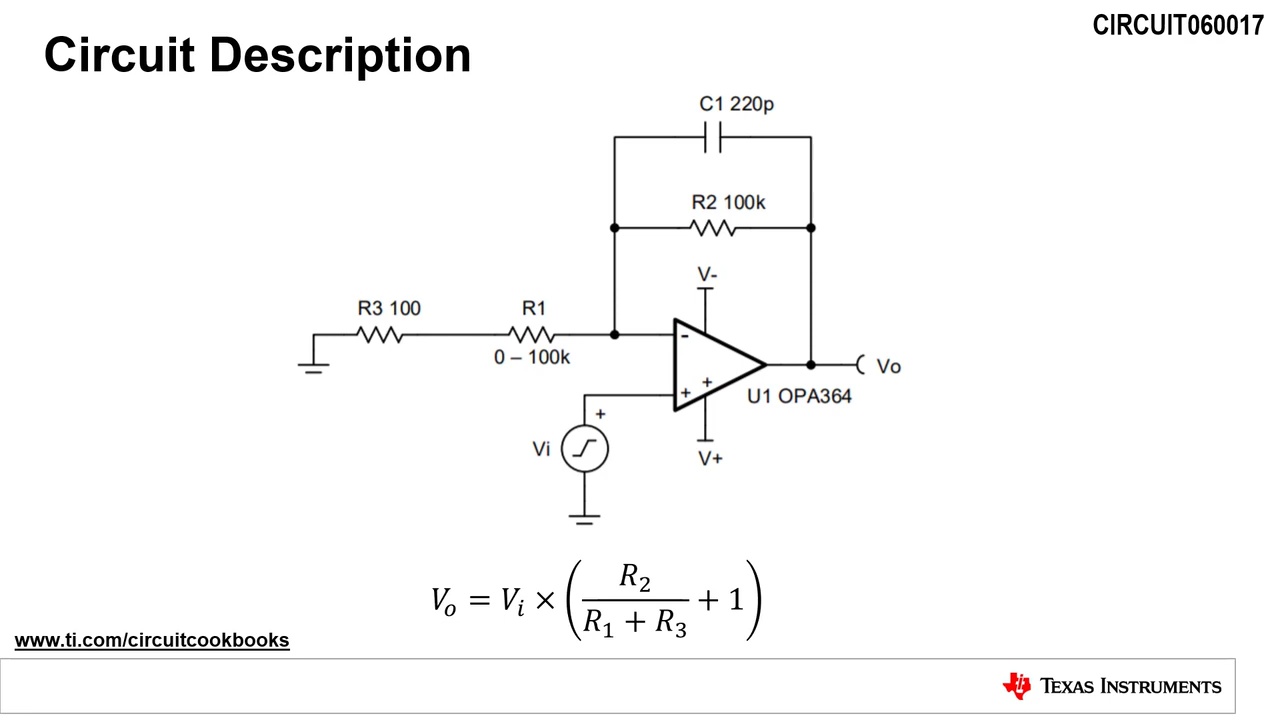 CIRCUIT060017
Circuit Description
C1 220p
R2 100k
V-
R3 100
R1
0 – 100k
-
+
+
Vo
U1 OPA364
+
Vi
V+
V_o = V_i × ( R_2 / (R_1 + R_3) + 1 )
www.ti.com/circuitcookbooks
TEXAS INSTRUMENTS